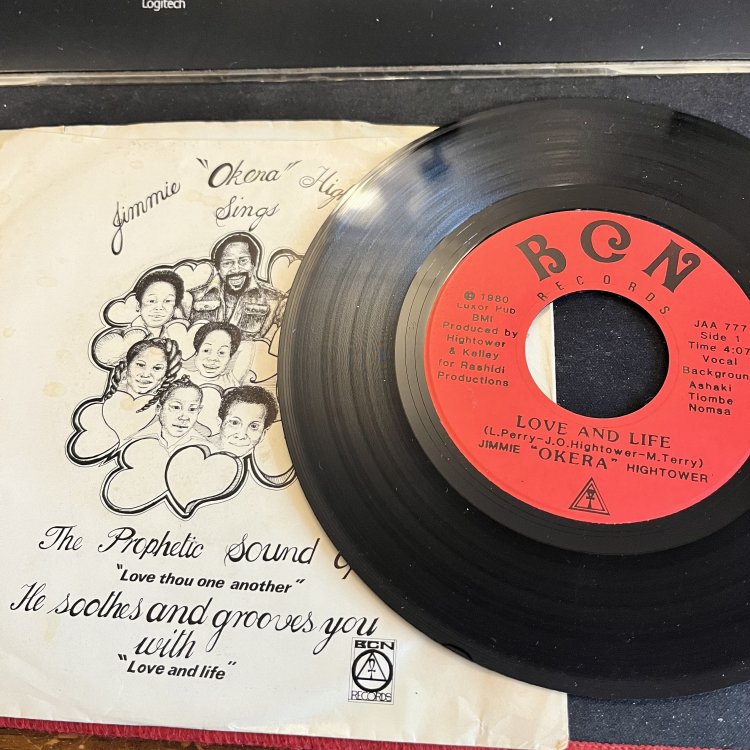 Logitech
Jimmie "Okera" Hig
Sings
The Prophetic Sound of
"Love thou one another"
He soothes and grooves you
with
"Love and life"
BCN
RECORDS
BCN
RECORDS
© 1980
Luxor Pub
BMI
Produced by
Hightower
& Kelley
for Rashidi
Productions
JAA 777
Side 1
Time 4:07
Vocal
Background
Ashaki
Tiombe
Nomsa
LOVE AND LIFE
(L.Perry-J.O.Hightower-M.Terry)
JIMMIE "OKERA" HIGHTOWER